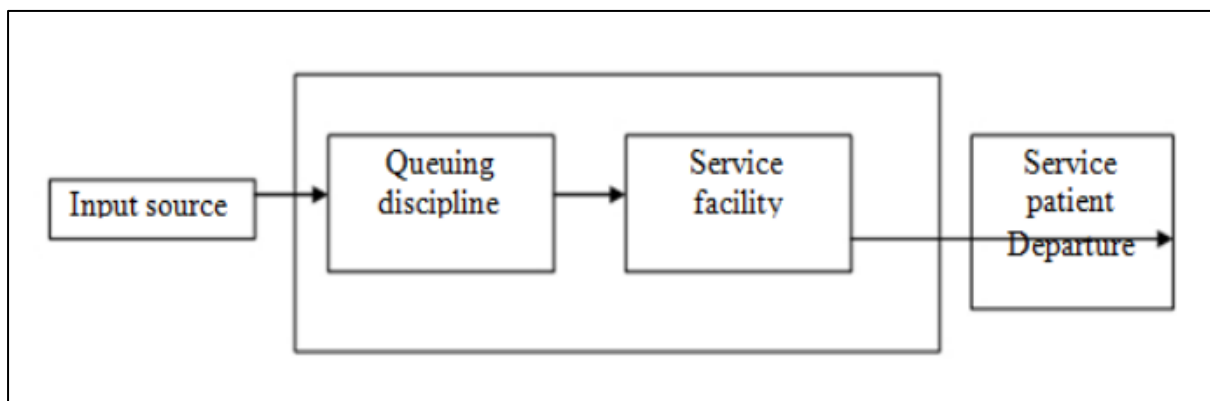 Input source
Queuing
discipline
Service
facility
Service
patient
Departure